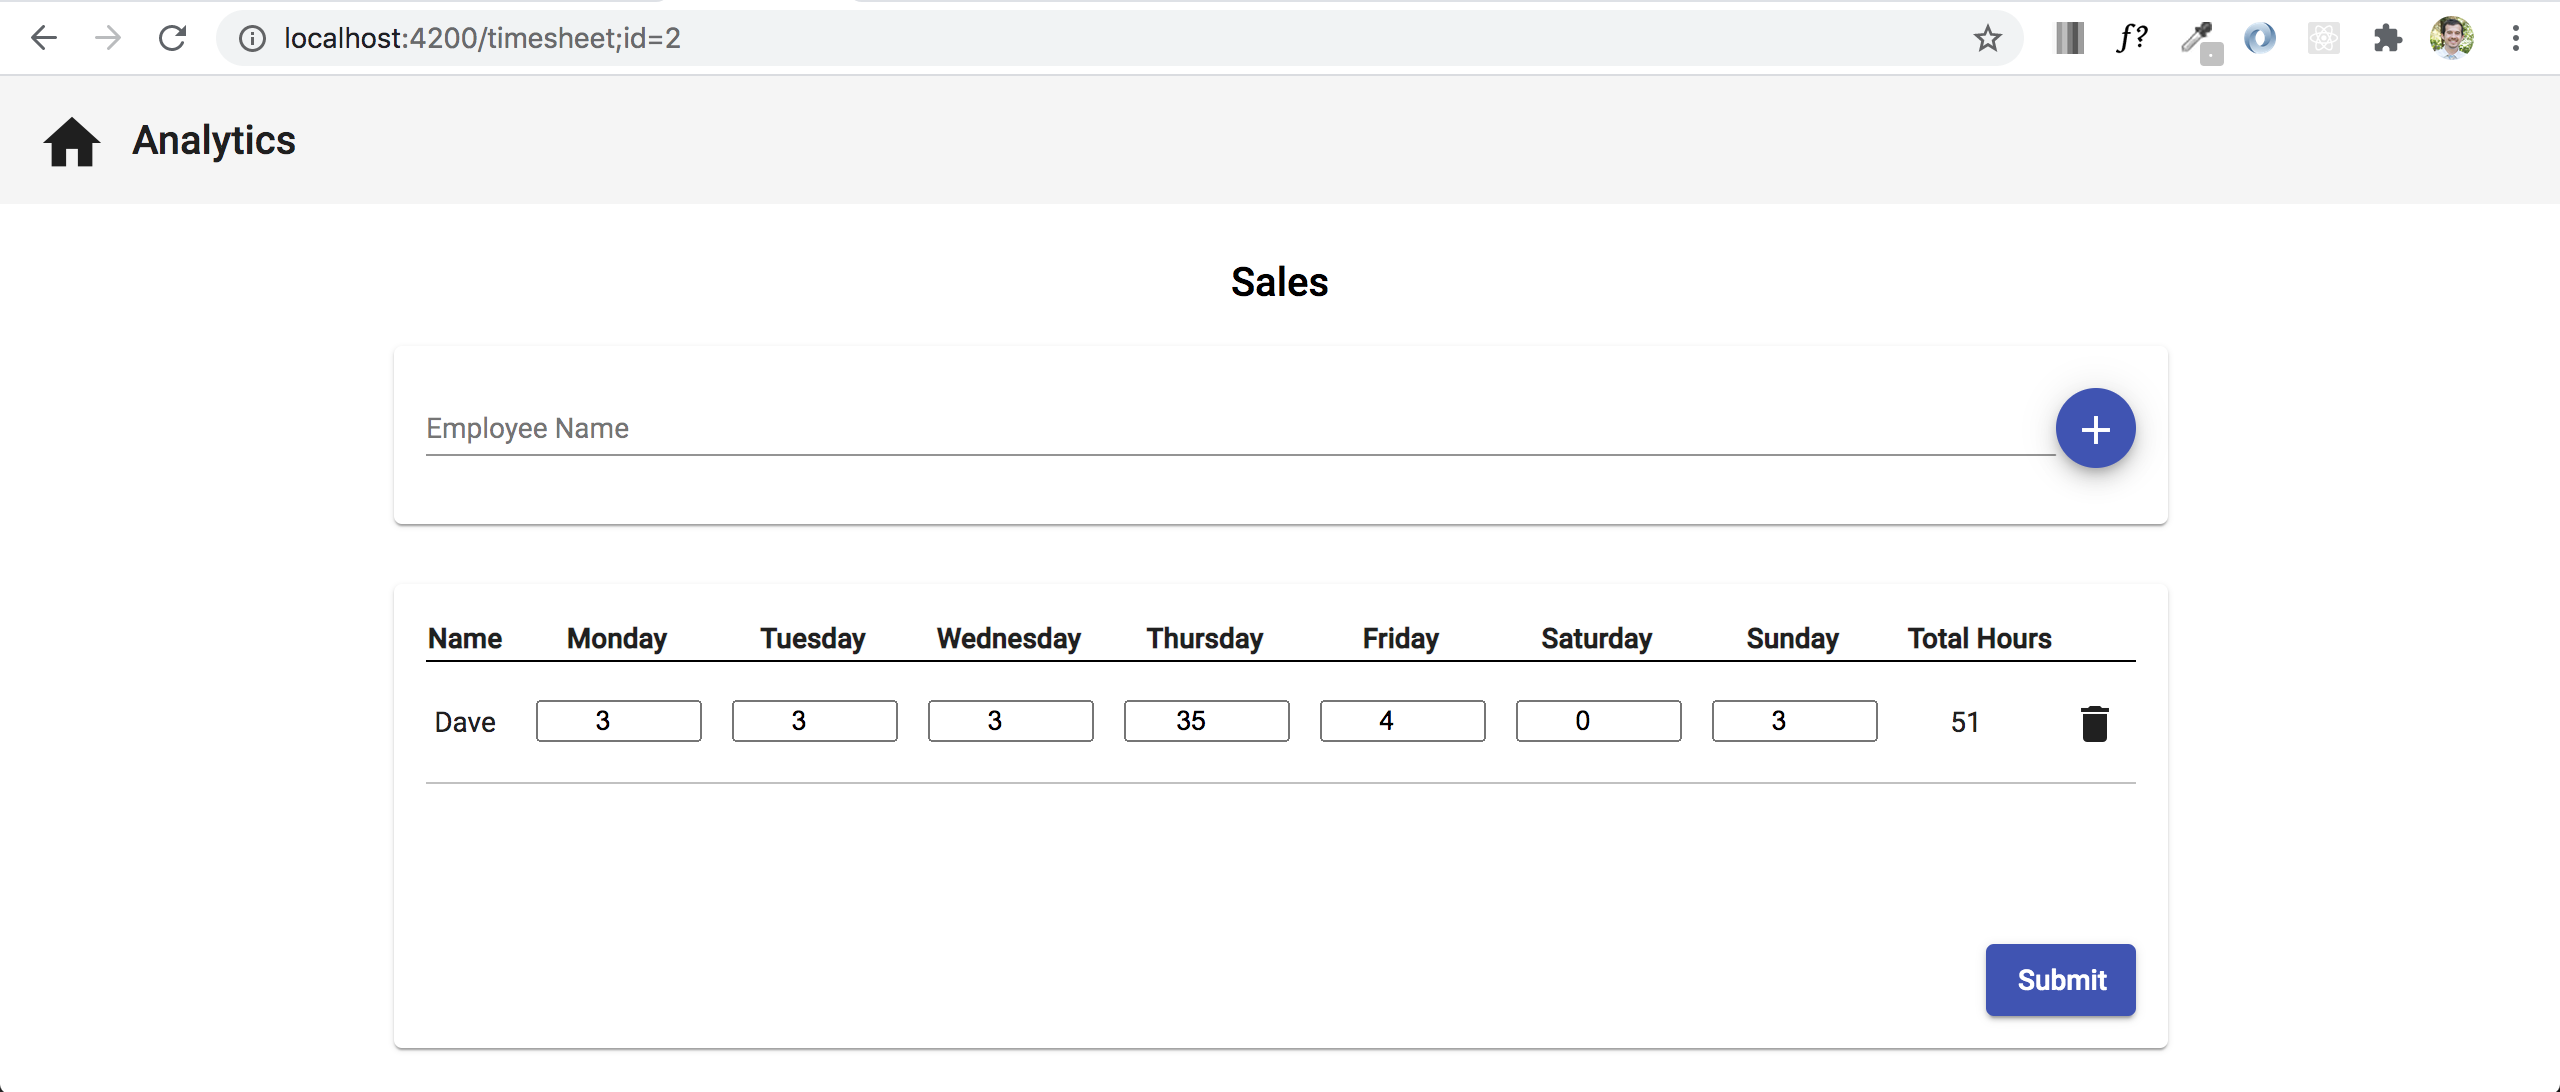 localhost:4200/timesheet;id=2
f?
Analytics
Sales
Employee Name
Name Monday Tuesday Wednesday Thursday Friday Saturday Sunday Total Hours
Dave 3 3 3 35 4 0 3 51
Submit